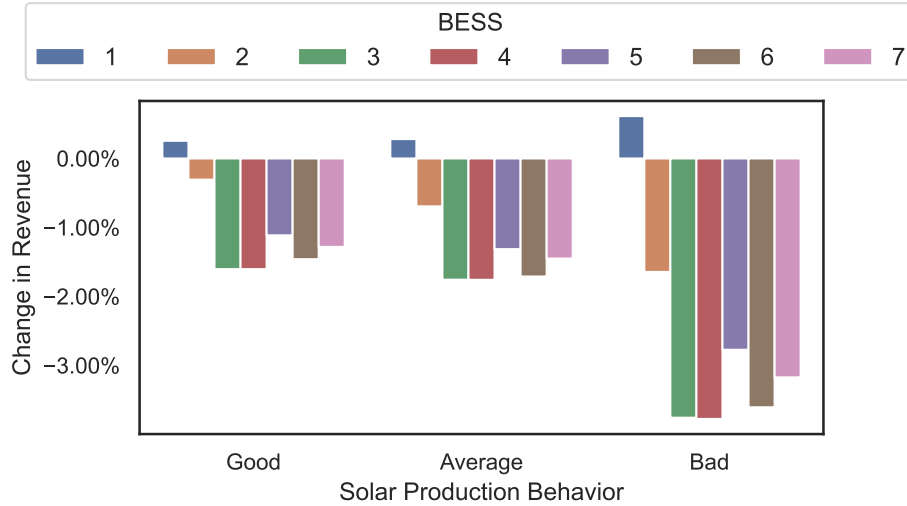 BESS
1 2 3 4 5 6 7
0.00%
−1.00%
−2.00%
−3.00%
Change in Revenue
Good Average Bad
Solar Production Behavior